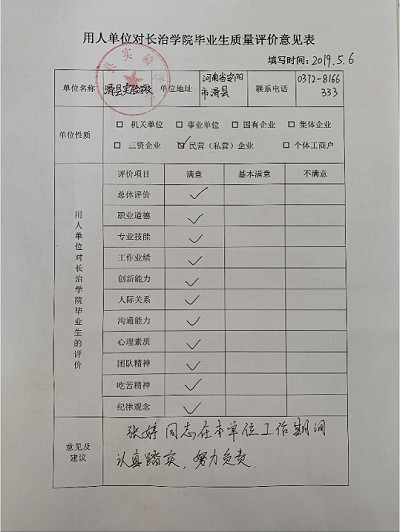 用人单位对长治学院毕业生质量评价意见表
填写时间：2019.5.6
单位名称 滑县实验学校 单位地址 河南省安阳市滑县 联系电话 0372-8166333
单位性质 □ 机关单位 □ 事业单位 □ 国有企业 □ 集体企业
□ 三资企业 ☑ 民营（私营）企业 □ 个体工商户
用人单位对长治学院毕业生的评价
评价项目 满意 基本满意 不满意
总体评价 ✓
职业道德 ✓
专业技能 ✓
工作业绩 ✓
创新能力 ✓
人际关系 ✓
沟通能力 ✓
心理素质 ✓
团队精神 ✓
吃苦精神 ✓
纪律观念 ✓
意见及建议
张婷同志在本单位工作期间
认真踏实，努力负责.